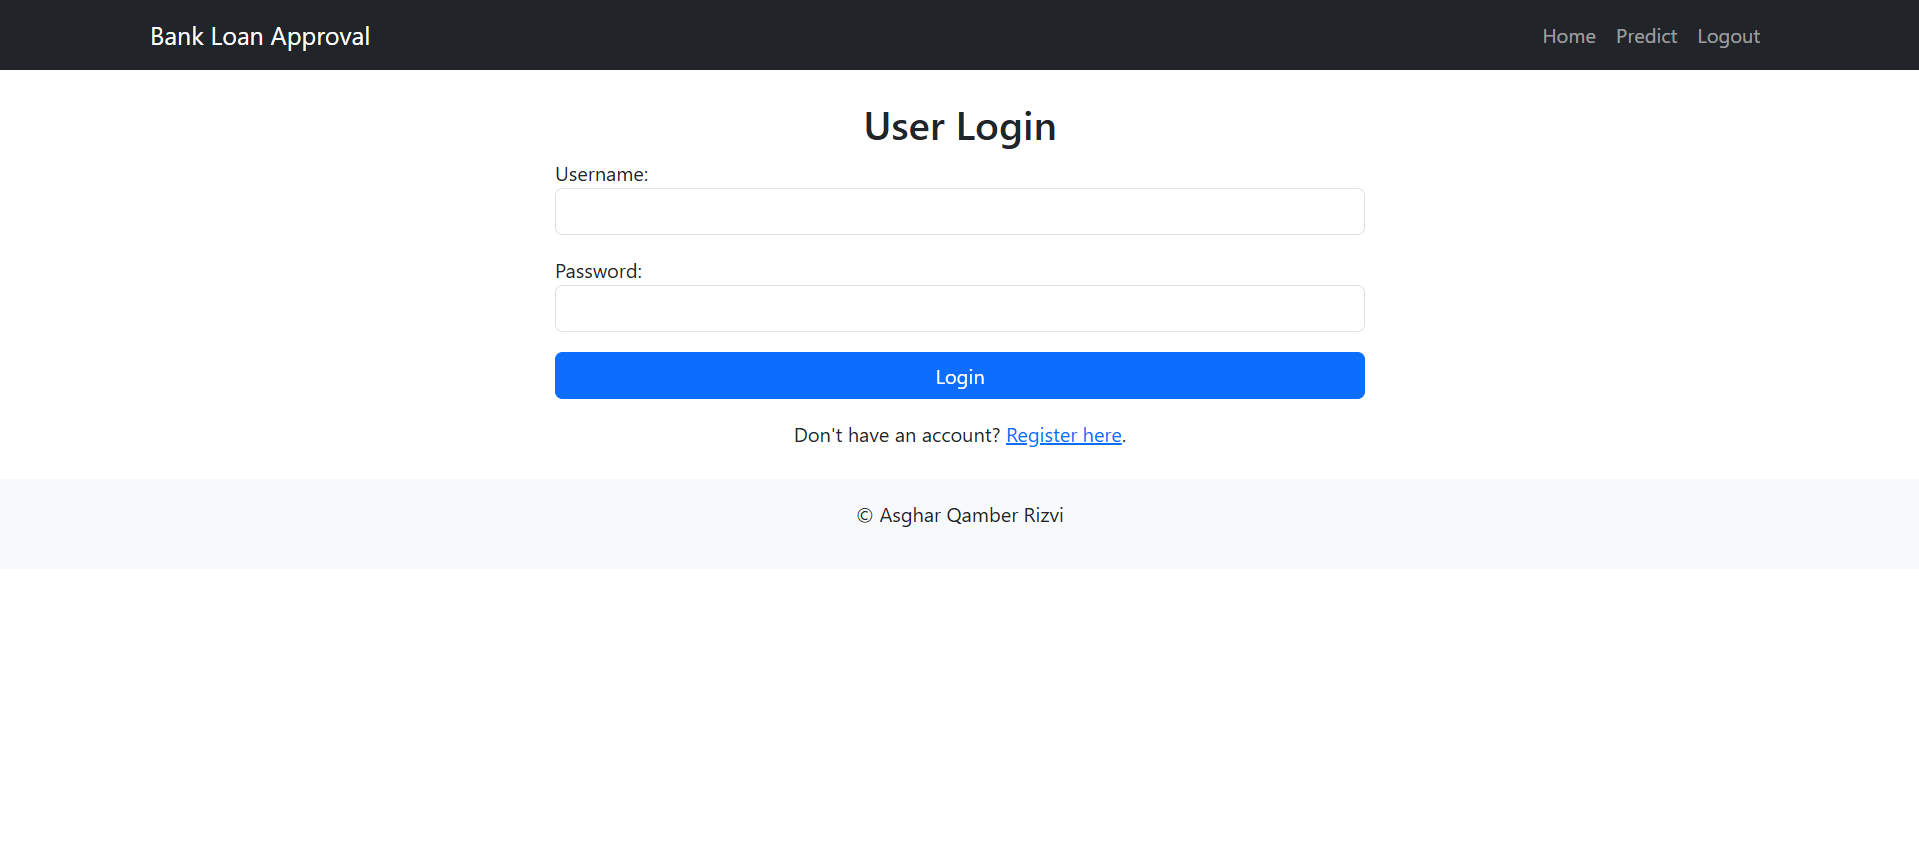 Bank Loan Approval Home Predict Logout
User Login
Username:
Password:
Login
Don't have an account? Register here.
© Asghar Qamber Rizvi